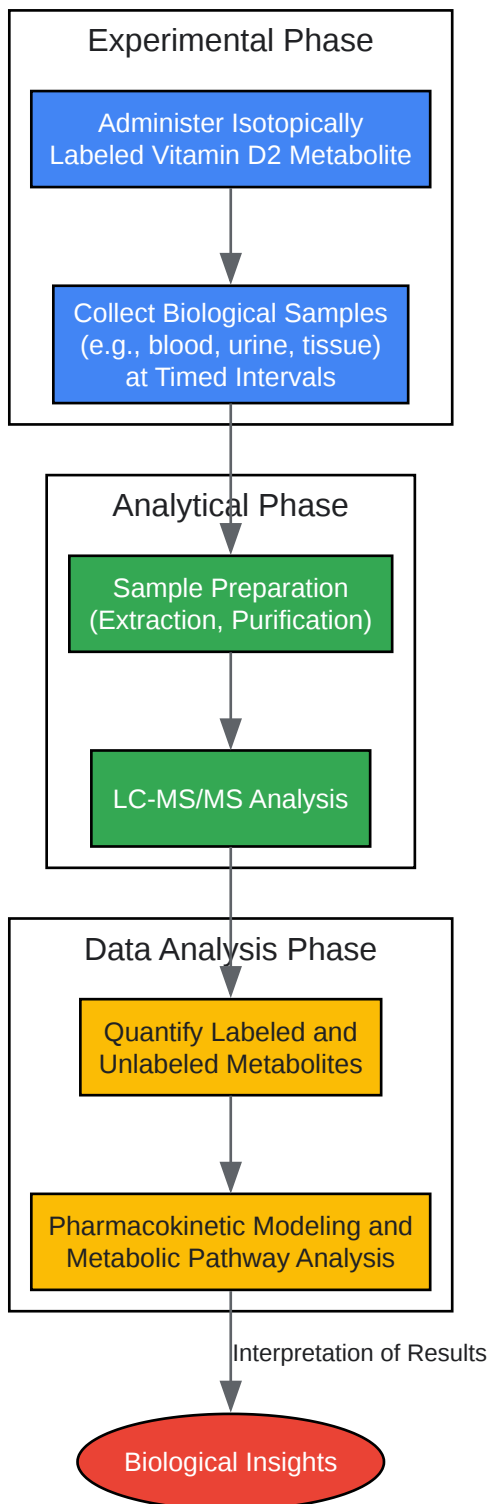 Experimental Phase
Administer Isotopically
Labeled Vitamin D2 Metabolite
Collect Biological Samples
(e.g., blood, urine, tissue)
at Timed Intervals
Analytical Phase
Sample Preparation
(Extraction, Purification)
LC-MS/MS Analysis
Data Analysis Phase
Quantify Labeled and
Unlabeled Metabolites
Pharmacokinetic Modeling and
Metabolic Pathway Analysis
Interpretation of Results
Biological Insights